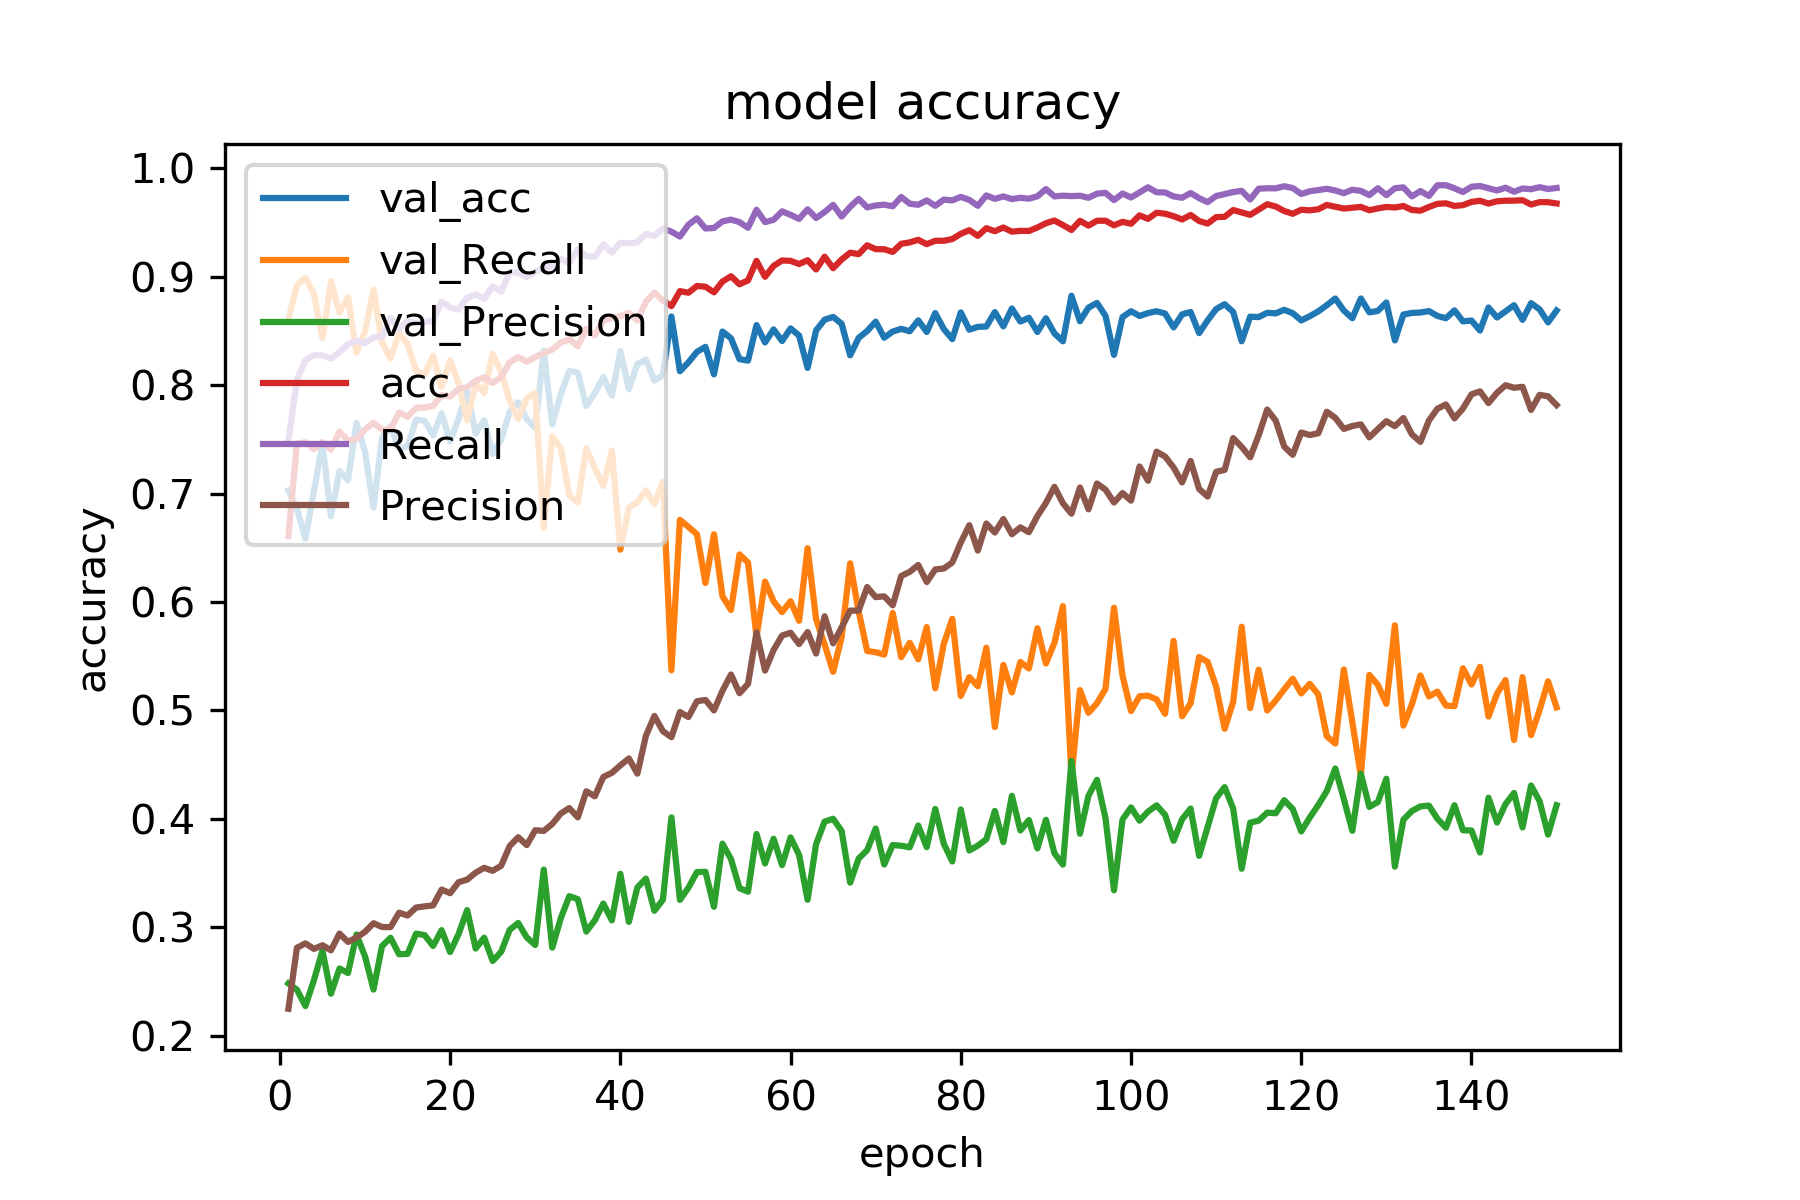 model accuracy
accuracy
1.0
0.9
0.8
0.7
0.6
0.5
0.4
0.3
0.2
val_acc
val_Recall
val_Precision
acc
Recall
Precision
0 20 40 60 80 100 120 140
epoch